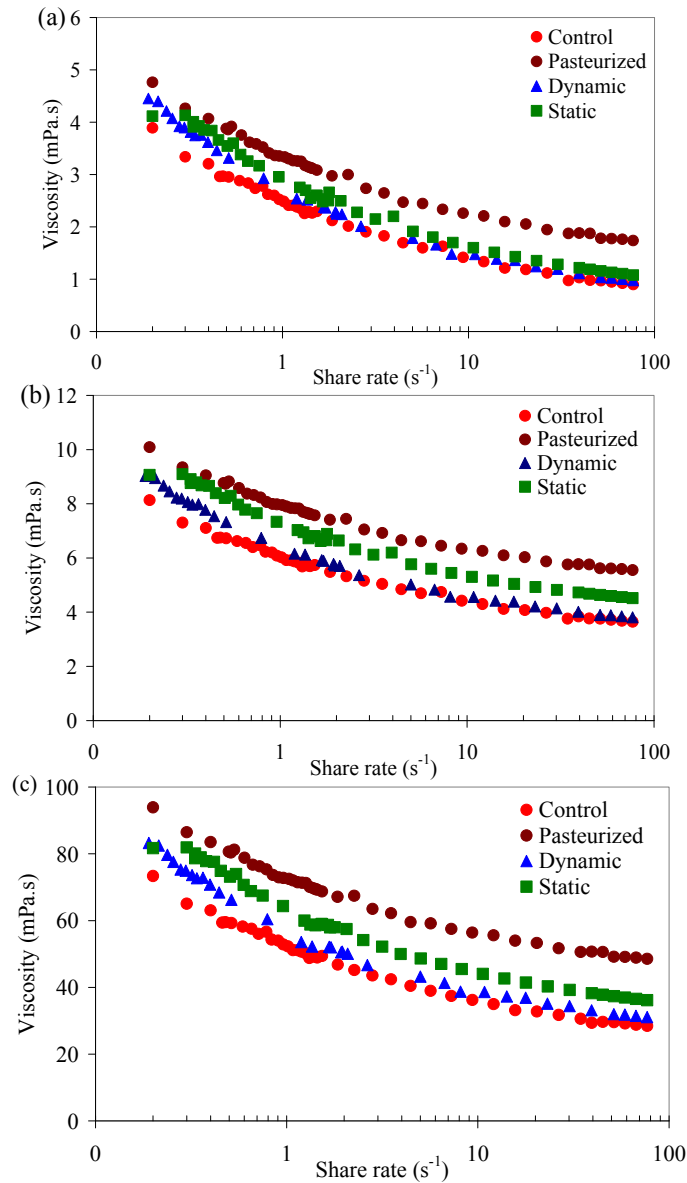 (a)
6
5
4
3
2
1
0
Viscosity (mPa.s)
Control
Pasteurized
Dynamic
Static
0 1 10 100
Share rate (s⁻¹)
(b)
12
10
8
6
4
2
0
Viscosity (mPa.s)
Control
Pasteurized
Dynamic
Static
0 1 10 100
Share rate (s⁻¹)
(c)
100
80
60
40
20
0
Viscosity (mPa.s)
Control
Pasteurized
Dynamic
Static
0 1 10 100
Share rate (s⁻¹)